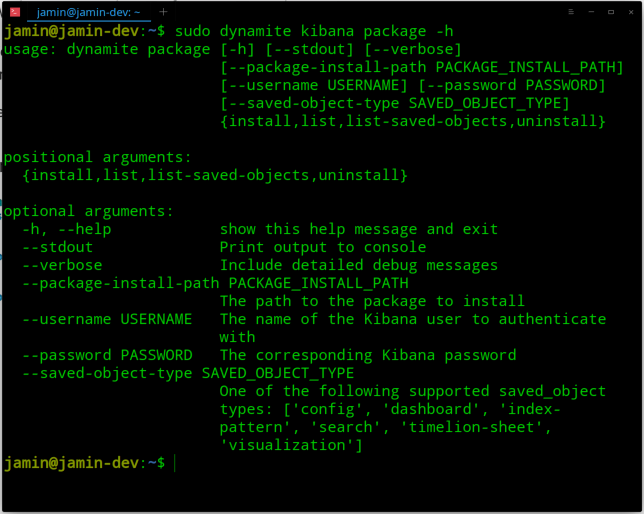 jamin@jamin-dev: ~
jamin@jamin-dev:~$ sudo dynamite kibana package -h
usage: dynamite package [-h] [--stdout] [--verbose]
[--package-install-path PACKAGE_INSTALL_PATH]
[--username USERNAME] [--password PASSWORD]
[--saved-object-type SAVED_OBJECT_TYPE]
{install,list,list-saved-objects,uninstall}
positional arguments:
{install,list,list-saved-objects,uninstall}
optional arguments:
-h, --help show this help message and exit
--stdout Print output to console
--verbose Include detailed debug messages
--package-install-path PACKAGE_INSTALL_PATH
The path to the package to install
--username USERNAME The name of the Kibana user to authenticate
with
--password PASSWORD The corresponding Kibana password
--saved-object-type SAVED_OBJECT_TYPE
One of the following supported saved_object
types: ['config', 'dashboard', 'index-
pattern', 'search', 'timelion-sheet',
'visualization']
jamin@jamin-dev:~$